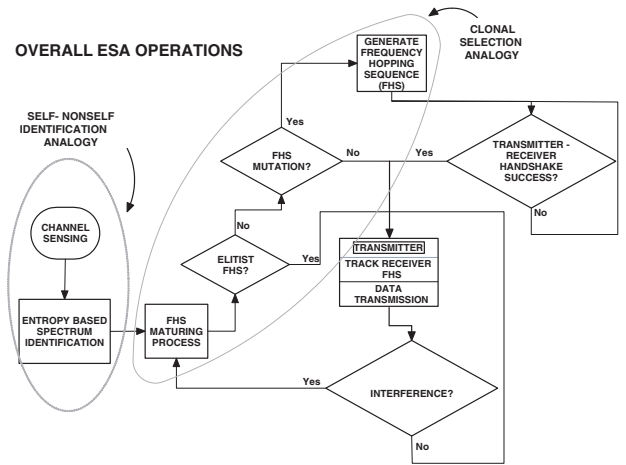 OVERALL ESA OPERATIONS
CLONAL
SELECTION
ANALOGY
GENERATE
FREQUENCY
HOPPING
SEQUENCE
(FHS)
SELF- NONSELF
IDENTIFICATION
ANALOGY
Yes
FHS
MUTATION?
No
Yes
TRANSMITTER -
RECEIVER
HANDSHAKE
SUCCESS?
No
CHANNEL
SENSING
No
ELITIST
FHS?
Yes
TRANSMITTER
TRACK RECEIVER
FHS
DATA
TRANSMISSION
ENTROPY BASED
SPECTRUM
IDENTIFICATION
FHS
MATURING
PROCESS
Yes
INTERFERENCE?
No